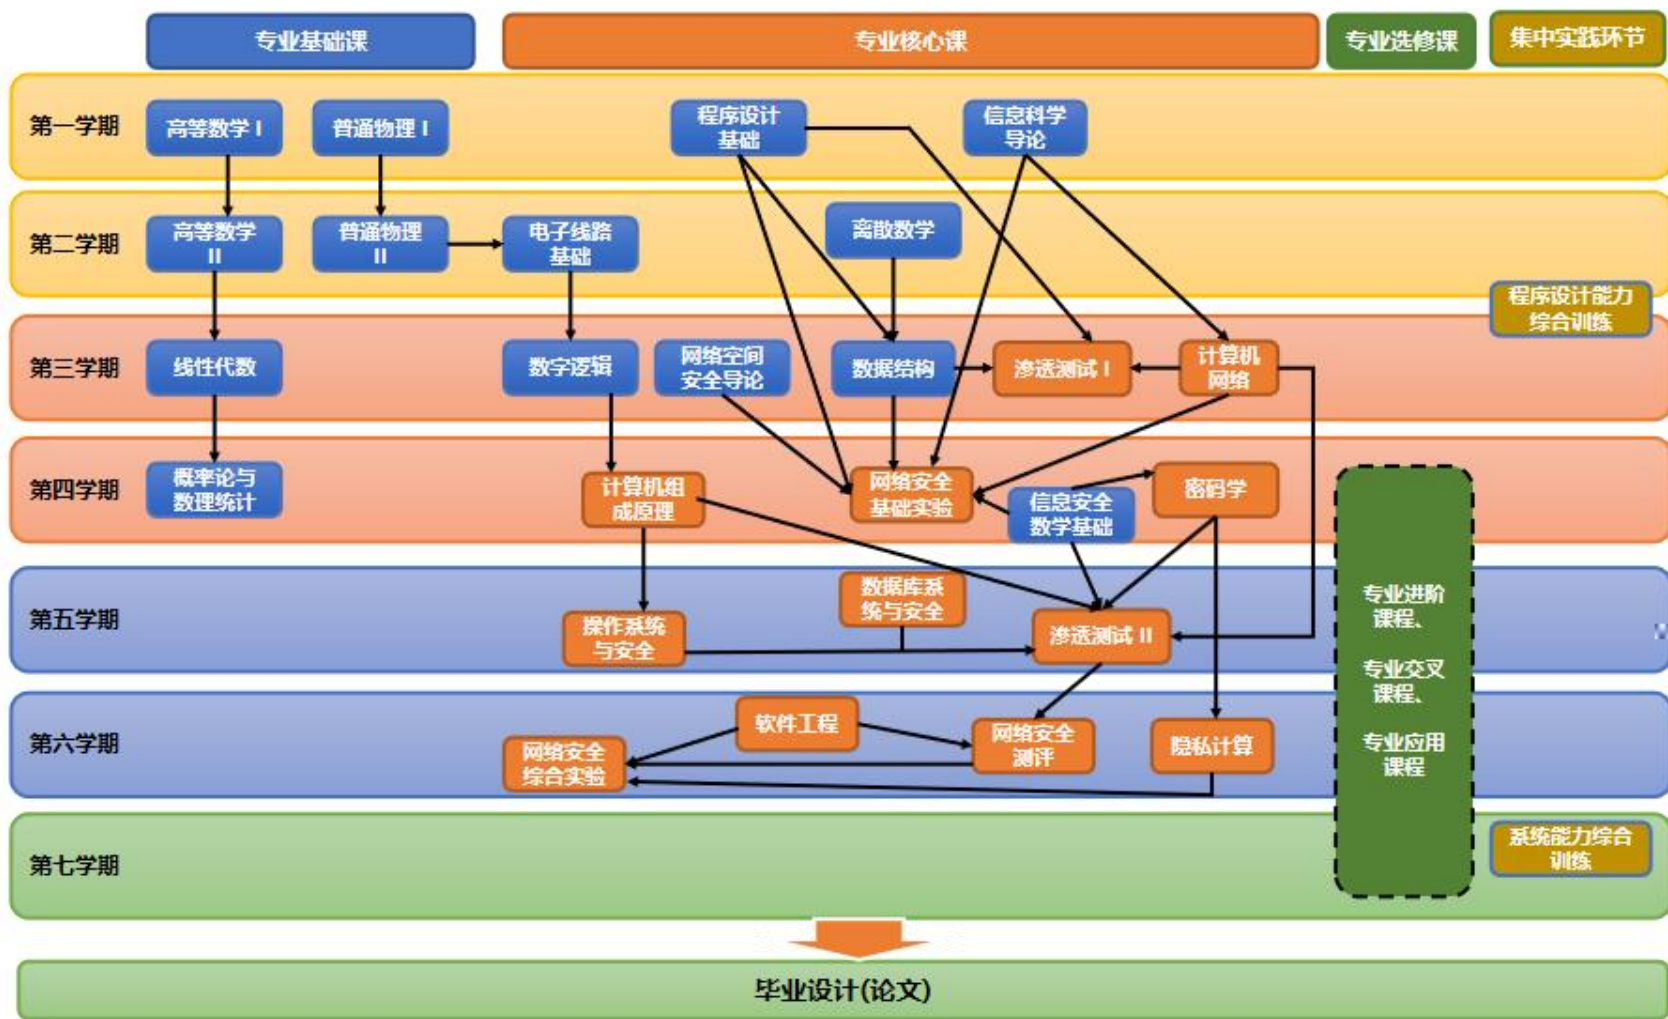 专业基础课
专业核心课
专业选修课
集中实践环节
第一学期
高等数学 I
普通物理 I
程序设计
基础
信息科学
导论
第二学期
高等数学
II
普通物理
II
电子线路
基础
离散数学
程序设计能力
综合训练
第三学期
线性代数
数字逻辑
网络空间
安全导论
数据结构
渗透测试 I
计算机
网络
第四学期
概率论与
数理统计
计算机组
成原理
网络安全
基础实验
信息安全
数学基础
密码学
第五学期
操作系统
与安全
数据库系
统与安全
渗透测试 II
专业进阶
课程、
专业交叉
课程、
专业应用
课程
第六学期
网络安全
综合实验
软件工程
网络安全
测评
隐私计算
第七学期
系统能力综合
训练
毕业设计(论文)